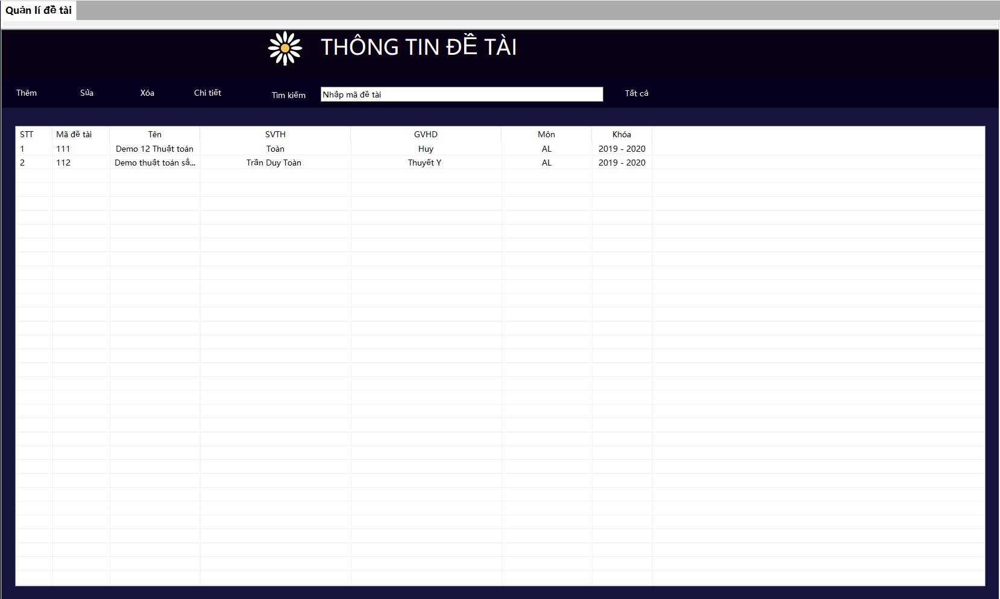 Quản lí đề tài
THÔNG TIN ĐỀ TÀI
Thêm Sửa Xóa Chi tiết Tìm kiếm Nhập mã đề tài Tất cả
STT Mã đề tài Tên SVTH GVHD Môn Khóa
1 111 Demo 12 Thuật toán Toàn Huy AL 2019 - 2020
2 112 Demo thuật toán sắ... Trần Duy Toàn Thuyết Y AL 2019 - 2020